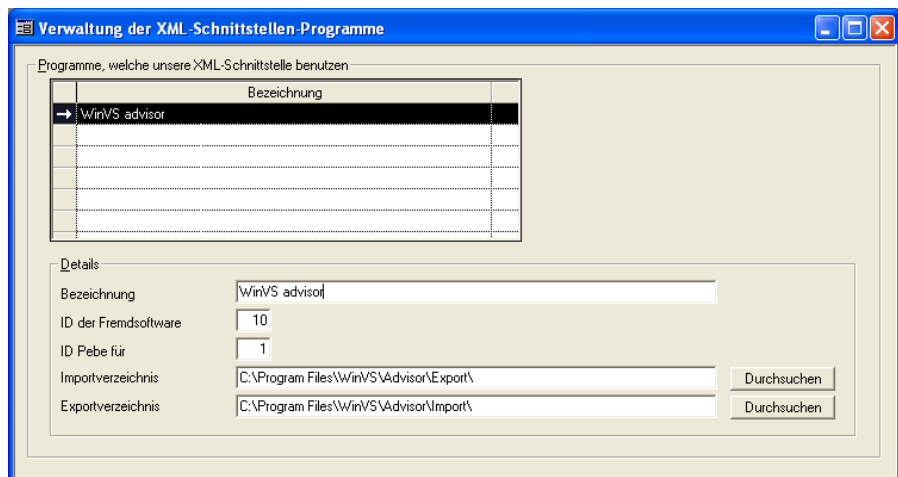 Verwaltung der XML-Schnittstellen-Programme
Programme, welche unsere XML-Schnittstelle benutzen
Bezeichnung
WinVS advisor
Details
Bezeichnung WinVS advisor
ID der Fremdsoftware 10
ID Pebe für 1
Importverzeichnis C:\Program Files\WinVS\Advisor\Export\ Durchsuchen
Exportverzeichnis C:\Program Files\WinVS\Advisor\Import\ Durchsuchen